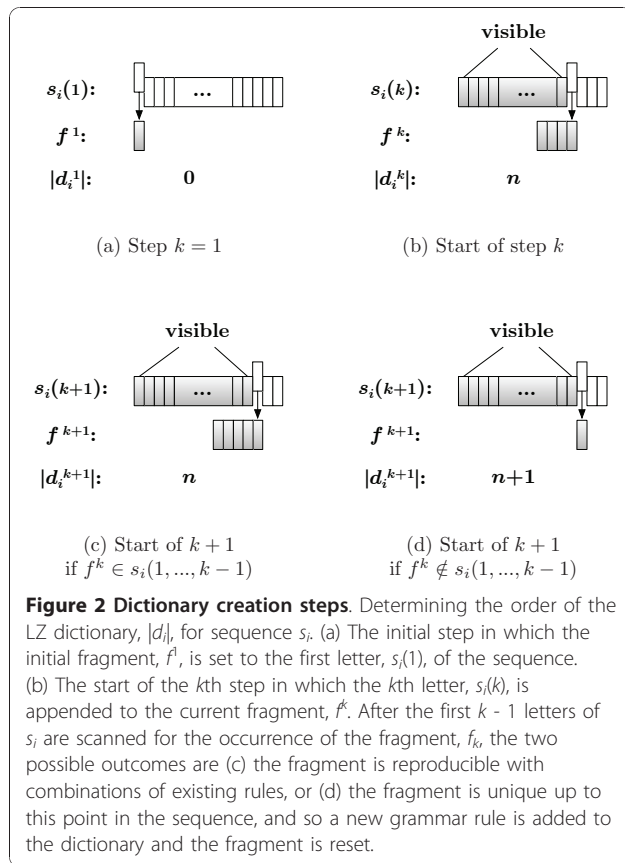 visible
s_i(1): ... s_i(k): ...
f^1: f^k:
|d_i^1|: 0 |d_i^k|: n
(a) Step k = 1 (b) Start of step k
visible visible
s_i(k+1): ... s_i(k+1): ...
f^{k+1}: f^{k+1}:
|d_i^{k+1}|: n |d_i^{k+1}|: n+1
(c) Start of k + 1 (d) Start of k + 1
if f^k ∈ s_i(1, ..., k − 1) if f^k ∉ s_i(1, ..., k − 1)
Figure 2 Dictionary creation steps. Determining the order of the
LZ dictionary, |d_i|, for sequence s_i. (a) The initial step in which the
initial fragment, f^1, is set to the first letter, s_i(1), of the sequence.
(b) The start of the kth step in which the kth letter, s_i(k), is
appended to the current fragment, f^k. After the first k - 1 letters of
s_i are scanned for the occurrence of the fragment, f_k, the two
possible outcomes are (c) the fragment is reproducible with
combinations of existing rules, or (d) the fragment is unique up to
this point in the sequence, and so a new grammar rule is added to
the dictionary and the fragment is reset.